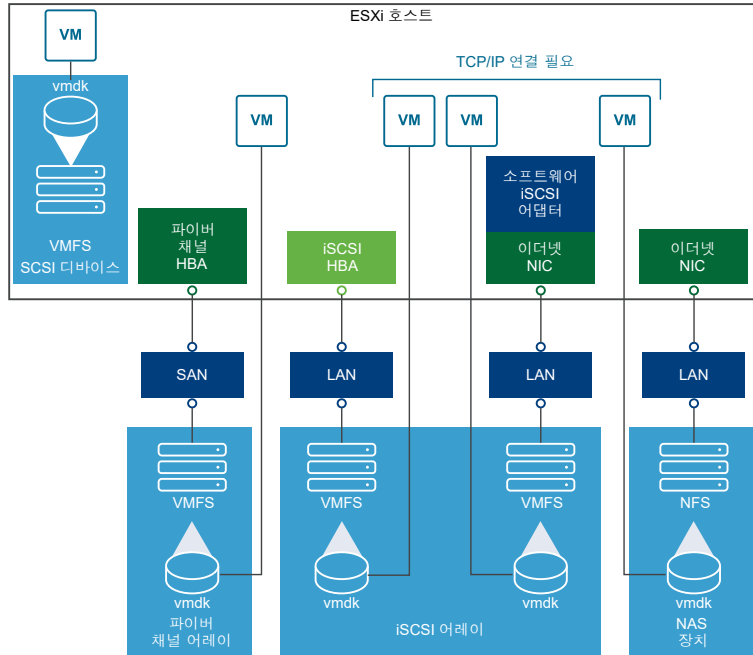 ESXi 호스트
VM
vmdk
VMFS
SCSI 디바이스
TCP/IP 연결 필요
VM
VM
VM
VM
파이버
채널
HBA
iSCSI
HBA
소프트웨어
iSCSI
어댑터
이더넷
NIC
이더넷
NIC
SAN
LAN
LAN
LAN
VMFS
VMFS
VMFS
NFS
vmdk
vmdk
vmdk
vmdk
파이버
채널 어레이
iSCSI 어레이
NAS
장치